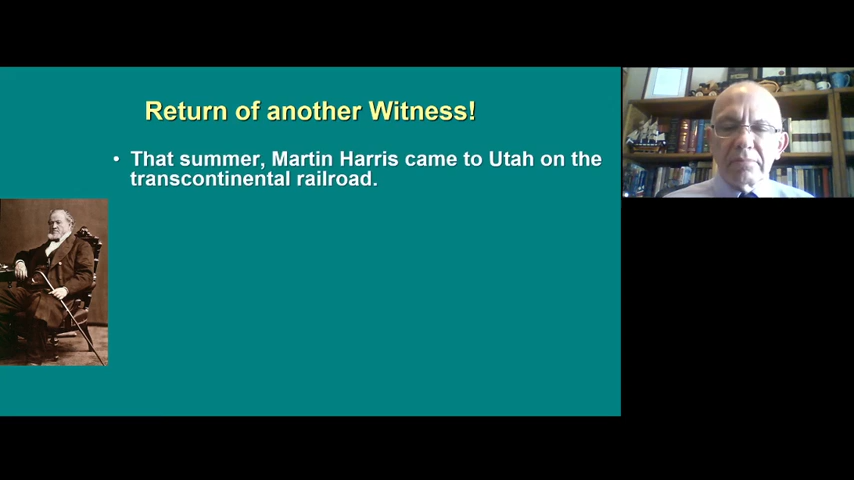 Return of another Witness!
• That summer, Martin Harris came to Utah on the
transcontinental railroad.